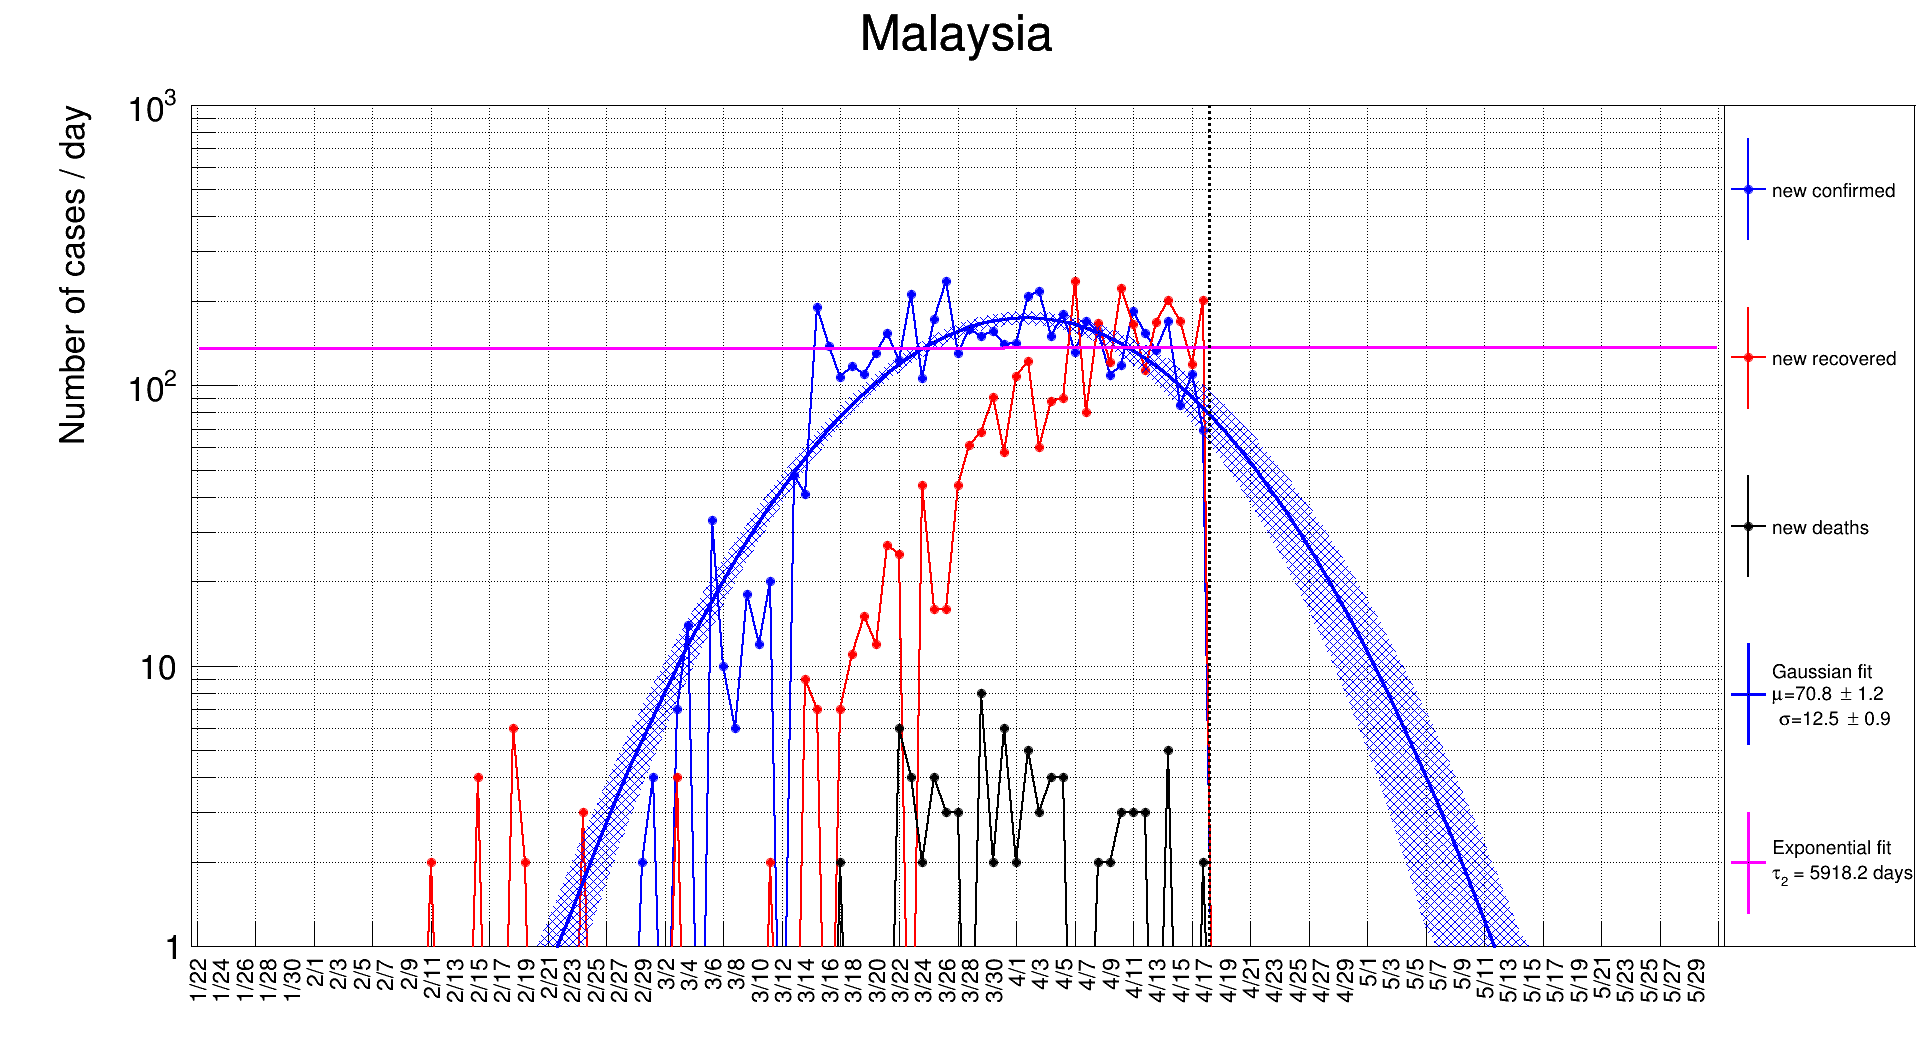 Malaysia
Number of cases / day
10³
10²
10
1
1/22 1/24 1/26 1/28 1/30 2/1 2/3 2/5 2/7 2/9 2/11 2/13 2/15 2/17 2/19 2/21 2/23 2/25 2/27 2/29 3/2 3/4 3/6 3/8 3/10 3/12 3/14 3/16 3/18 3/20 3/22 3/24 3/26 3/28 3/30 4/1 4/3 4/5 4/7 4/9 4/11 4/13 4/15 4/17 4/19 4/21 4/23 4/25 4/27 4/29 5/1 5/3 5/5 5/7 5/9 5/11 5/13 5/15 5/17 5/19 5/21 5/23 5/25 5/27 5/29
new confirmed
new recovered
new deaths
Gaussian fit
μ=70.8 ± 1.2
σ=12.5 ± 0.9
Exponential fit
τ₂ = 5918.2 days